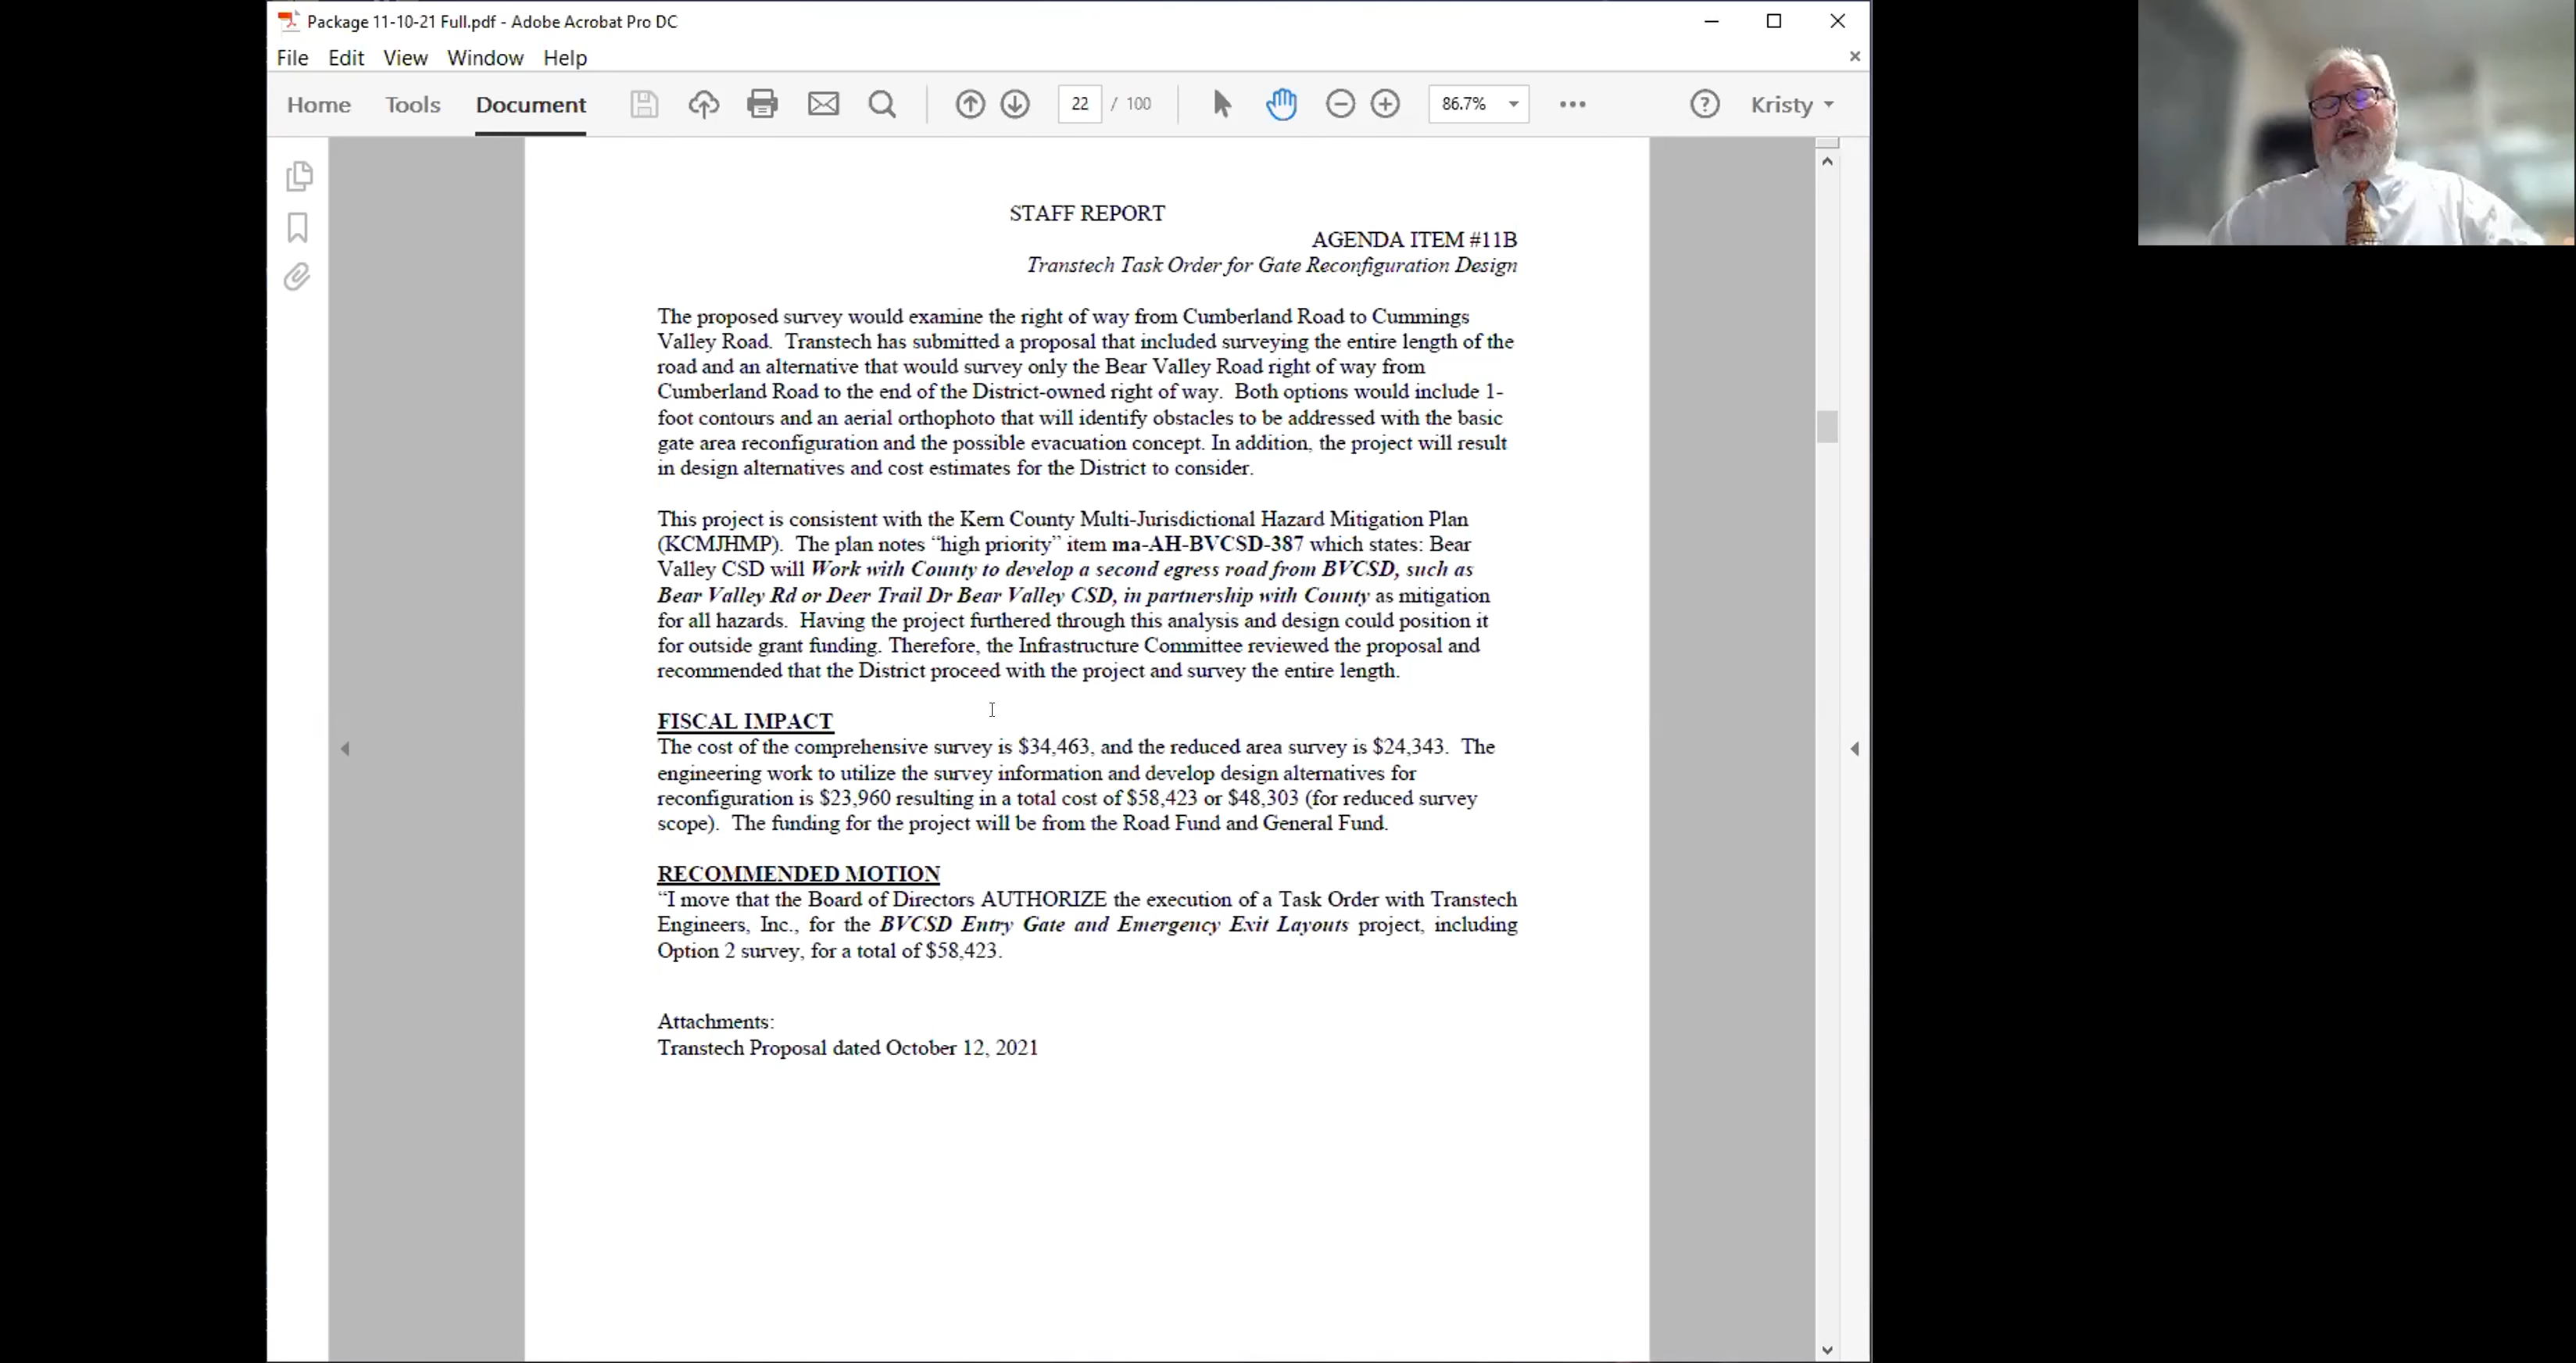 Package 11-10-21 Full.pdf - Adobe Acrobat Pro DC
File Edit View Window Help
Home Tools Document 22 / 100 86.7% Kristy
STAFF REPORT
AGENDA ITEM #11B
Transtech Task Order for Gate Reconfiguration Design
The proposed survey would examine the right of way from Cumberland Road to Cummings
Valley Road. Transtech has submitted a proposal that included surveying the entire length of the
road and an alternative that would survey only the Bear Valley Road right of way from
Cumberland Road to the end of the District-owned right of way. Both options would include 1-
foot contours and an aerial orthophoto that will identify obstacles to be addressed with the basic
gate area reconfiguration and the possible evacuation concept. In addition, the project will result
in design alternatives and cost estimates for the District to consider.
This project is consistent with the Kern County Multi-Jurisdictional Hazard Mitigation Plan
(KCMJHMP). The plan notes “high priority” item ma-AH-BVCSD-387 which states: Bear
Valley CSD will Work with County to develop a second egress road from BVCSD, such as
Bear Valley Rd or Deer Trail Dr Bear Valley CSD, in partnership with County as mitigation
for all hazards. Having the project furthered through this analysis and design could position it
for outside grant funding. Therefore, the Infrastructure Committee reviewed the proposal and
recommended that the District proceed with the project and survey the entire length.
FISCAL IMPACT
The cost of the comprehensive survey is $34,463, and the reduced area survey is $24,343. The
engineering work to utilize the survey information and develop design alternatives for
reconfiguration is $23,960 resulting in a total cost of $58,423 or $48,303 (for reduced survey
scope). The funding for the project will be from the Road Fund and General Fund.
RECOMMENDED MOTION
“I move that the Board of Directors AUTHORIZE the execution of a Task Order with Transtech
Engineers, Inc., for the BVCSD Entry Gate and Emergency Exit Layouts project, including
Option 2 survey, for a total of $58,423.
Attachments:
Transtech Proposal dated October 12, 2021